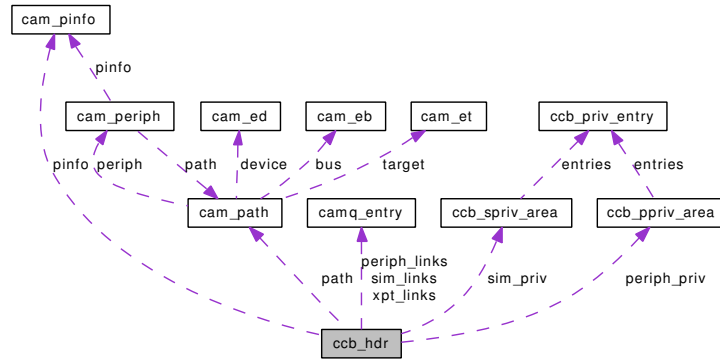 cam_pinfo
pinfo
cam_periph
cam_ed
cam_eb
cam_et
ccb_priv_entry
pinfo
periph
path
device
bus
target
entries
entries
cam_path
camq_entry
ccb_spriv_area
ccb_ppriv_area
path
periph_links
sim_links
xpt_links
sim_priv
periph_priv
ccb_hdr